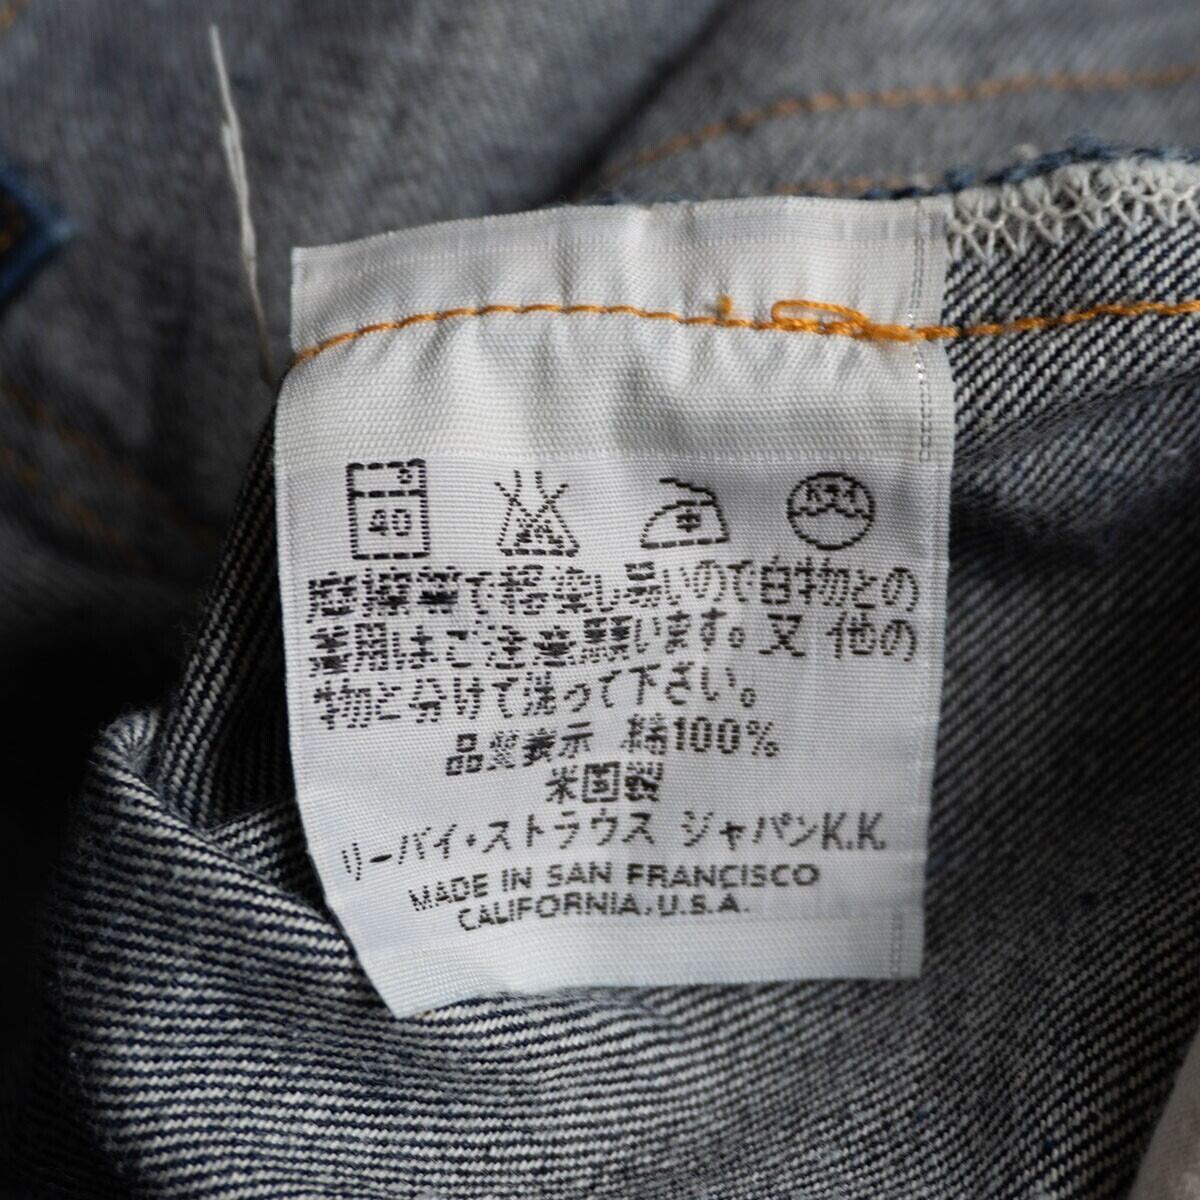 40
摩擦等で移染し易いので白物との
着用はご注意願います。又 他の
物と分けて洗って下さい。
品質表示 綿100%
米国製
リーバイ・ストラウス ジャパンK.K.
MADE IN SAN FRANCISCO
CALIFORNIA, U.S.A.